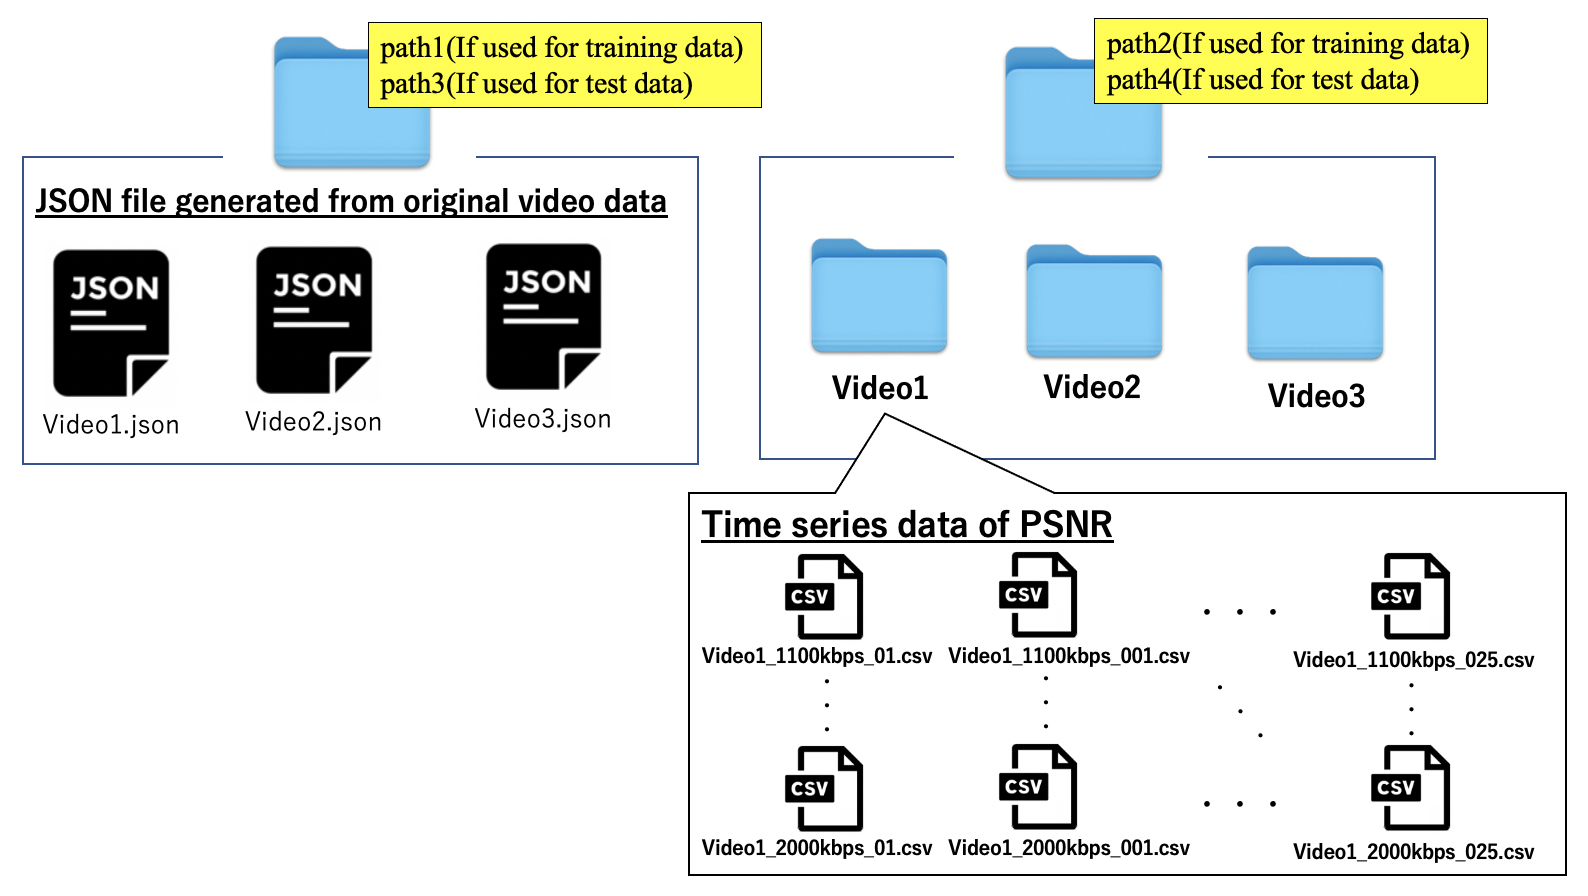 path1(If used for training data)
path3(If used for test data)
path2(If used for training data)
path4(If used for test data)
JSON file generated from original video data
JSON
JSON
JSON
Video1.json
Video2.json
Video3.json
Video1
Video2
Video3
Time series data of PSNR
CSV
CSV
CSV
Video1_1100kbps_01.csv
Video1_1100kbps_001.csv
Video1_1100kbps_025.csv
CSV
CSV
CSV
Video1_2000kbps_01.csv
Video1_2000kbps_001.csv
Video1_2000kbps_025.csv